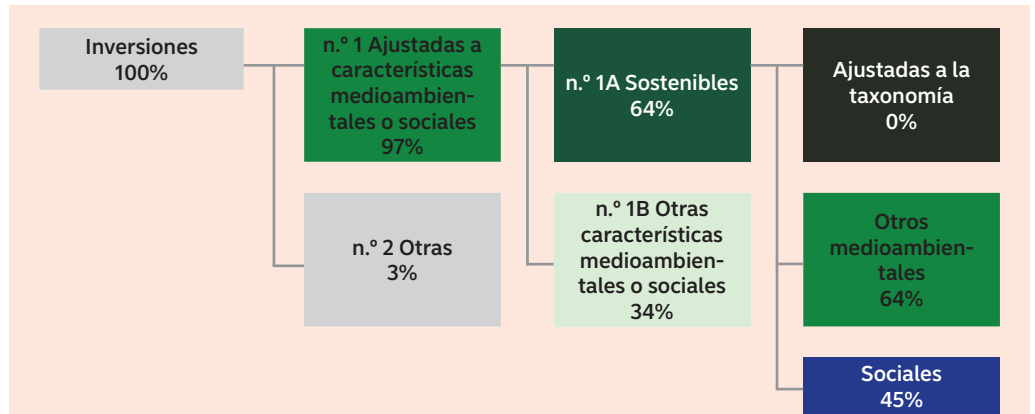 Inversiones
100%
n.º 1 Ajustadas a
características
medioambien-
tales o sociales
97%
n.º 2 Otras
3%
n.º 1A Sostenibles
64%
n.º 1B Otras
características
medioambien-
tales o sociales
34%
Ajustadas a la
taxonomía
0%
Otros
medioambien-
tales
64%
Sociales
45%